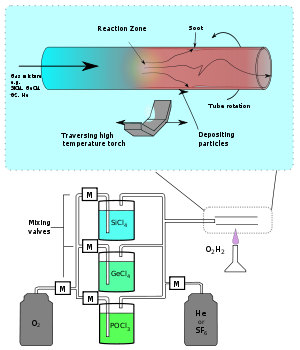 Reaction Zone
Soot
Gas mixture
e.g.
SiCl₄, GeCl₄
O₂, He
Tube rotation
Traversing high
temperature torch
Depositing
particles
M
SiCl₄
Mixing
valves
O₂H₂
M
GeCl₄
M
M
M
O₂
POCl₃
He
or
SF₆